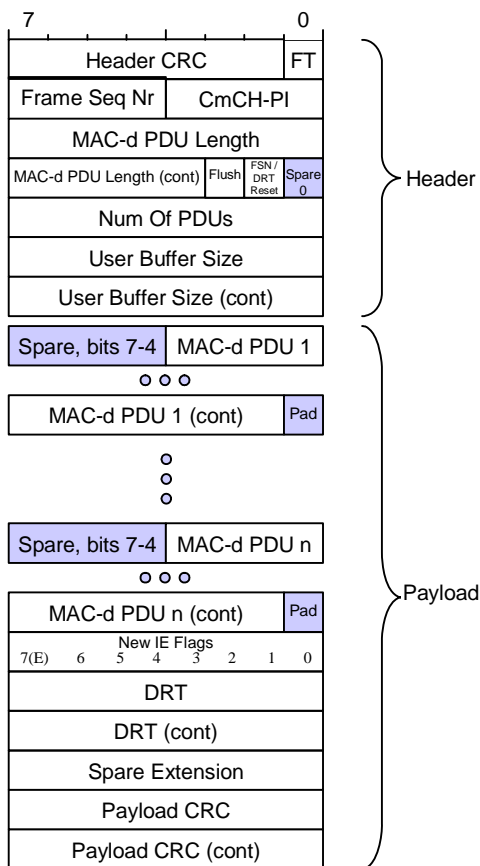 7 0
Header CRC FT
Frame Seq Nr CmCH-PI
MAC-d PDU Length
MAC-d PDU Length (cont) Flush FSN / DRT Reset Spare 0
Num Of PDUs
User Buffer Size
User Buffer Size (cont)
Header
Spare, bits 7-4 MAC-d PDU 1
MAC-d PDU 1 (cont) Pad
Spare, bits 7-4 MAC-d PDU n
MAC-d PDU n (cont) Pad
New IE Flags
7(E) 6 5 4 3 2 1 0
DRT
DRT (cont)
Spare Extension
Payload CRC
Payload CRC (cont)
Payload